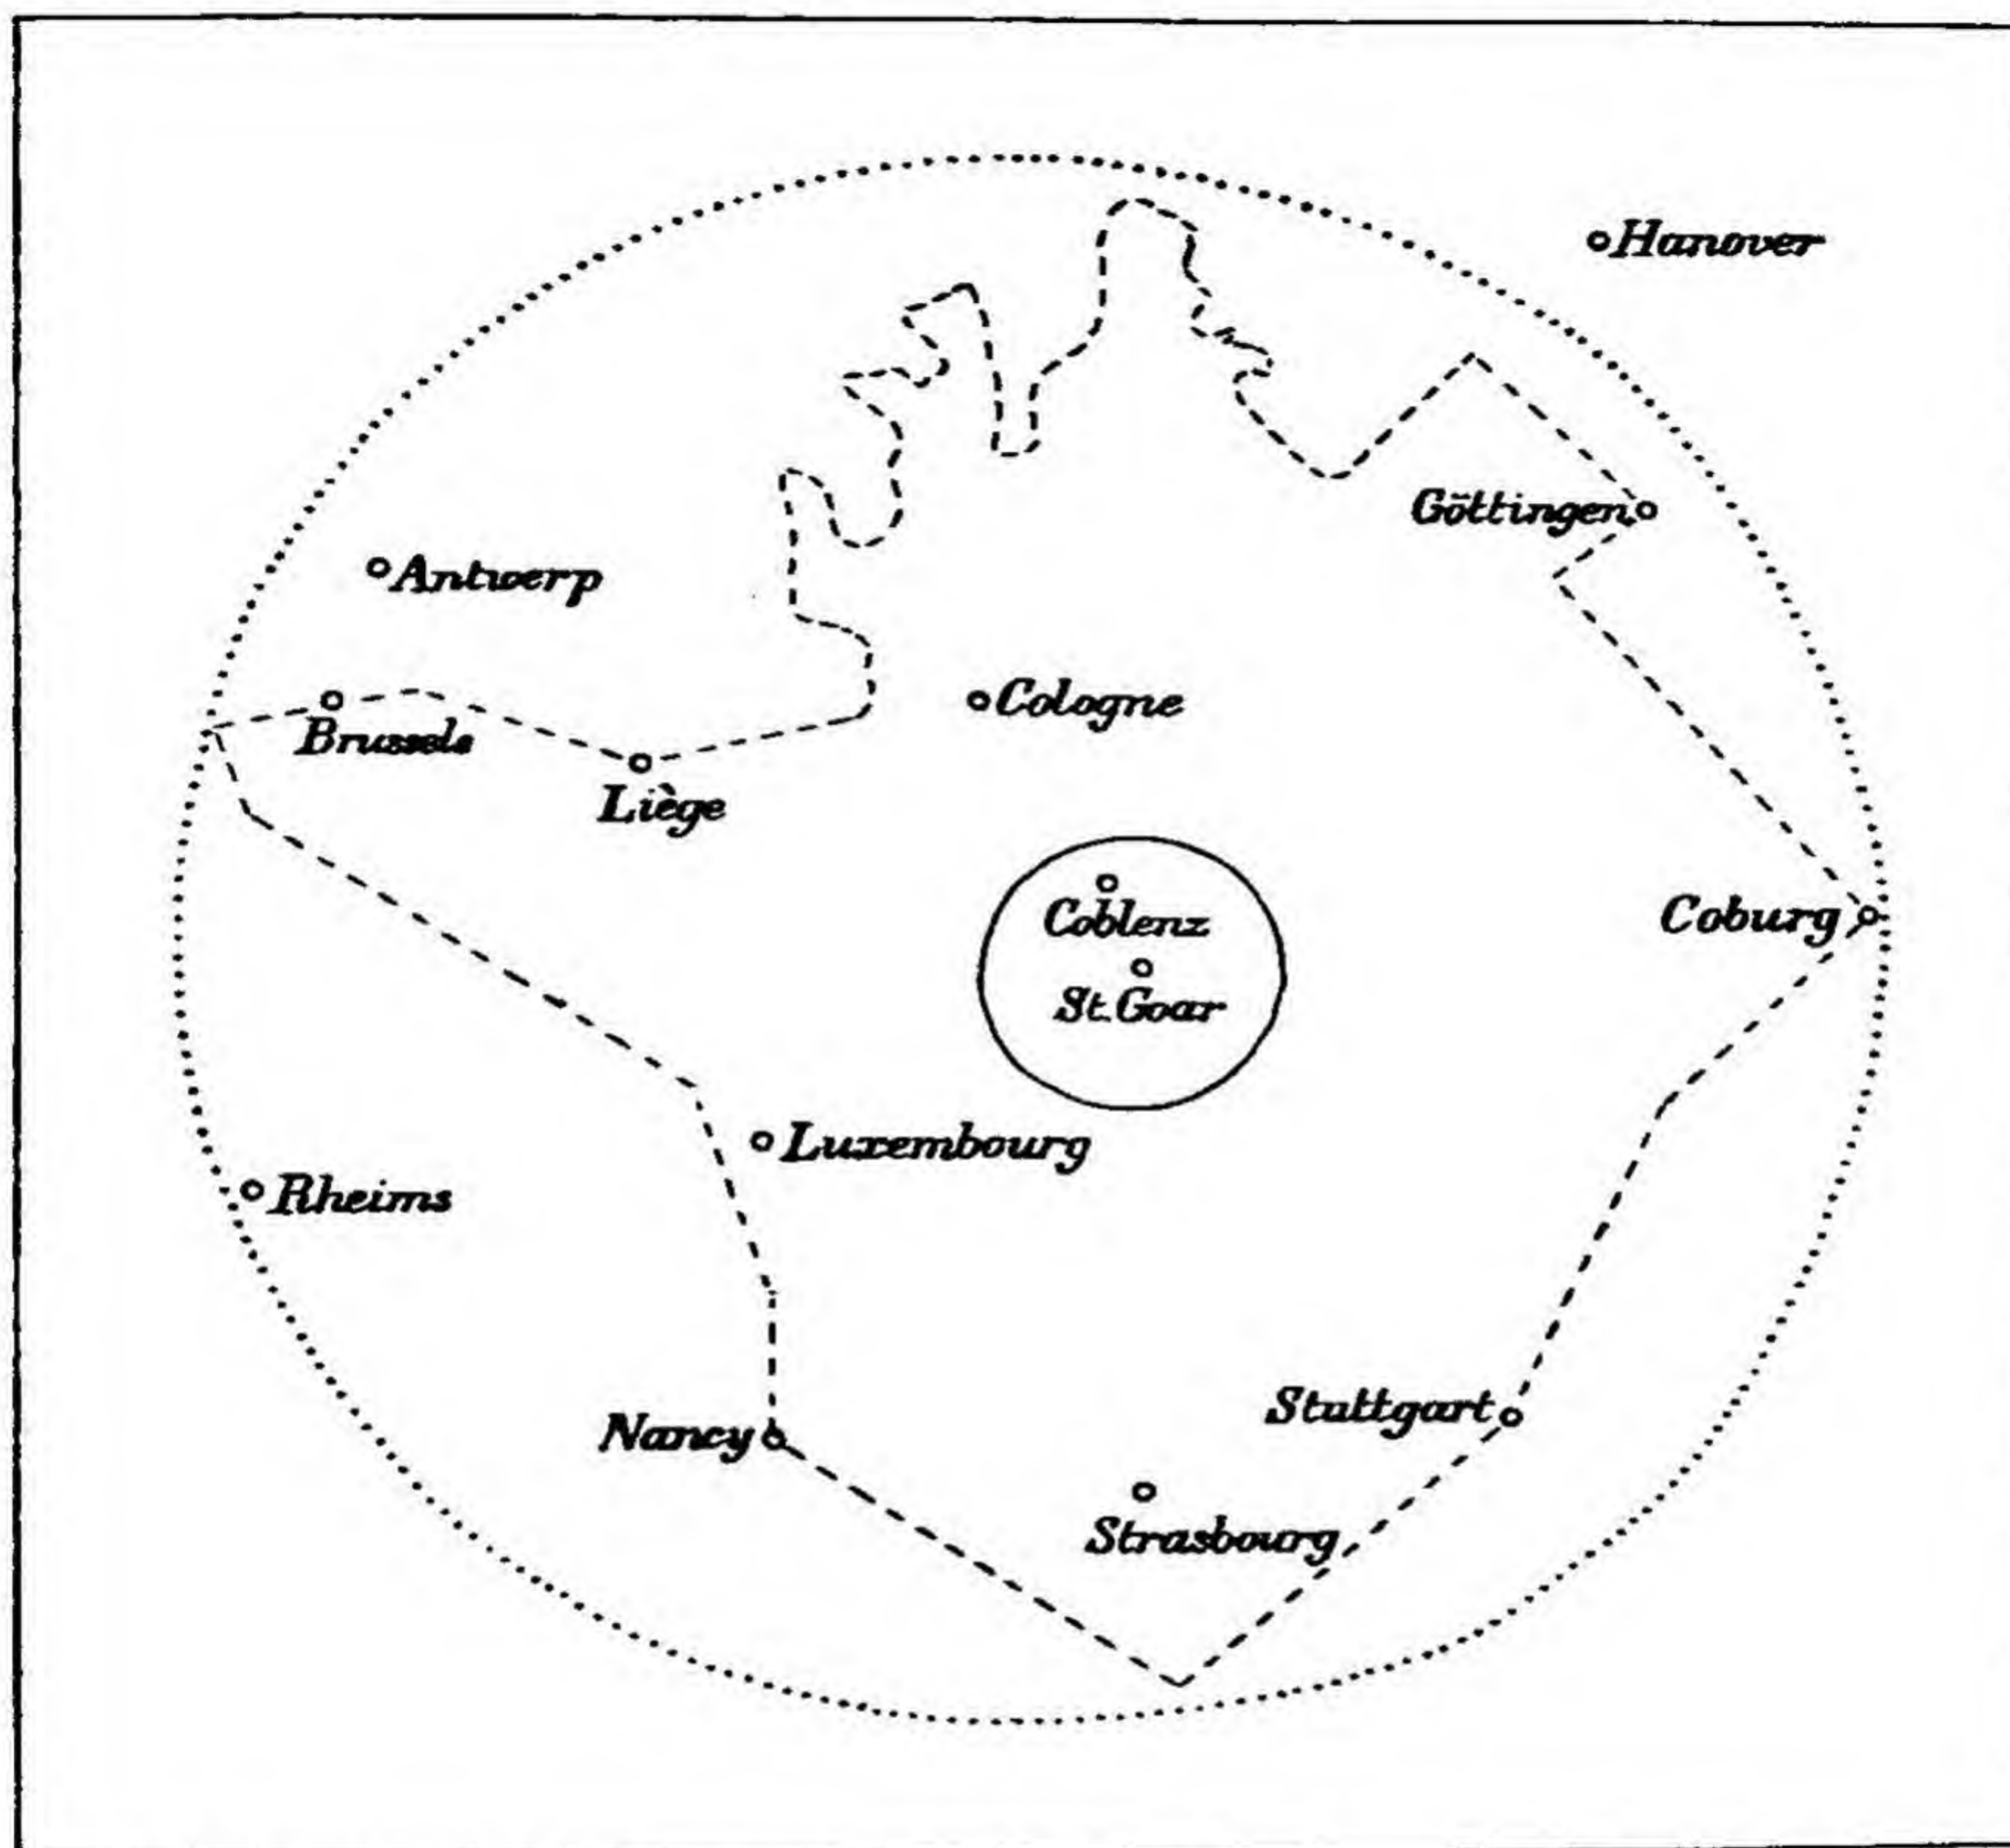 Hanover
Göttingen
Antwerp
Cologne
Brussels
Liège
Coblenz
Coburg
St. Goar
Luxembourg
Rheims
Stuttgart
Nancy
Strasbourg